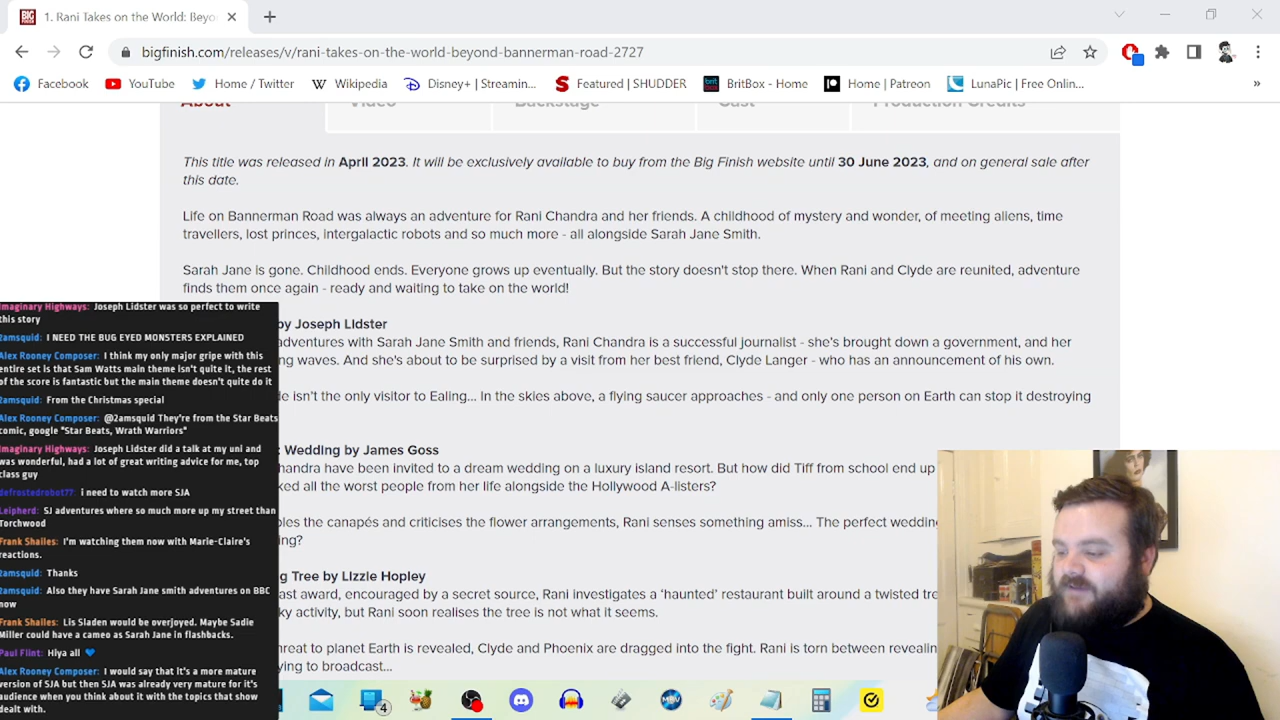 1. Rani Takes on the World: Beyo
bigfinish.com/releases/v/rani-takes-on-the-world-beyond-bannerman-road-2727
Facebook YouTube Home / Twitter Wikipedia Disney+ | Streamin... Featured | SHUDDER BritBox - Home Home | Patreon LunaPic | Free Onlin... »
About Video Backstage Cast Production Credits
This title was released in April 2023. It will be exclusively available to buy from the Big Finish website until 30 June 2023, and on general sale after
this date.
Life on Bannerman Road was always an adventure for Rani Chandra and her friends. A childhood of mystery and wonder, of meeting aliens, time
travellers, lost princes, intergalactic robots and so much more - all alongside Sarah Jane Smith.
Sarah Jane is gone. Childhood ends. Everyone grows up eventually. But the story doesn't stop there. When Rani and Clyde are reunited, adventure
finds them once again - ready and waiting to take on the world!
by Joseph Lidster
adventures with Sarah Jane Smith and friends, Rani Chandra is a successful journalist - she's brought down a government, and her
ng waves. And she's about to be surprised by a visit from her best friend, Clyde Langer - who has an announcement of his own.
de isn't the only visitor to Ealing... In the skies above, a flying saucer approaches - and only one person on Earth can stop it destroying
: Wedding by James Goss
handra have been invited to a dream wedding on a luxury island resort. But how did Tiff from school end up
ked all the worst people from her life alongside the Hollywood A-listers?
bles the canapés and criticises the flower arrangements, Rani senses something amiss... The perfect weddin
ing?
g Tree by Lizzie Hopley
ast award, encouraged by a secret source, Rani investigates a 'haunted' restaurant built around a twisted tre
ky activity, but Rani soon realises the tree is not what it seems.
hreat to planet Earth is revealed, Clyde and Phoenix are dragged into the fight. Rani is torn between revealin
ying to broadcast...
Imaginary Highways: Joseph Lidster was so perfect to write
this story
2amsquid: I NEED THE BUG EYED MONSTERS EXPLAINED
Alex Rooney Composer: I think my only major gripe with this
entire set is that Sam Watts main theme isn't quite it, the rest
of the score is fantastic but the main theme doesn't quite do it
2amsquid: From the Christmas special
Alex Rooney Composer: @2amsquid They're from the Star Beats
comic, google "Star Beats, Wrath Warriors"
Imaginary Highways: Joseph Lidster did a talk at my uni and
was wonderful, had a lot of great writing advice for me, top
class guy
defrostedrobot77: i need to watch more SJA
Leipherd: SJ adventures where so much more up my street than
Torchwood
Frank Shailes: I'm watching them now with Marie-Claire's
reactions.
2amsquid: Thanks
2amsquid: Also they have Sarah Jane smith adventures on BBC
now
Frank Shailes: Lis Sladen would be overjoyed. Maybe Sadie
Miller could have a cameo as Sarah Jane in flashbacks.
Paul Flint: Hiya all
Alex Rooney Composer: I would say that it's a more mature
version of SJA but then SJA was already very mature for it's
audience when you think about it with the topics that show
dealt with.
4